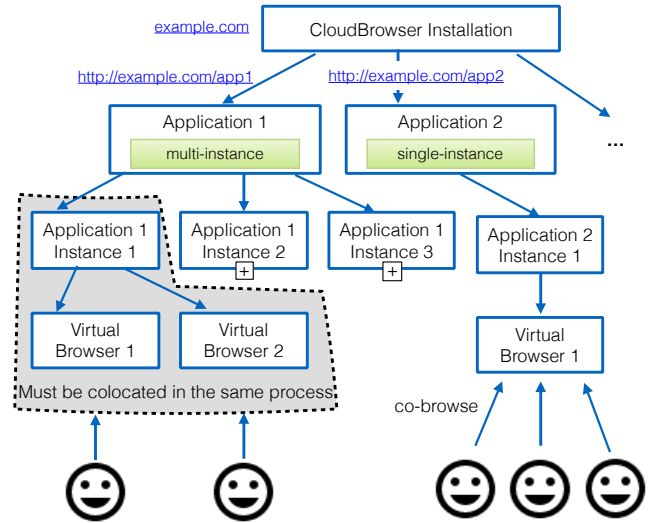 example.com
CloudBrowser Installation
http://example.com/app1
http://example.com/app2
Application 1
multi-instance
Application 2
single-instance
...
Application 1
Instance 1
Application 1
Instance 2
+
Application 1
Instance 3
+
Application 2
Instance 1
Virtual
Browser 1
Virtual
Browser 2
Virtual
Browser 1
Must be colocated in the same process
co-browse